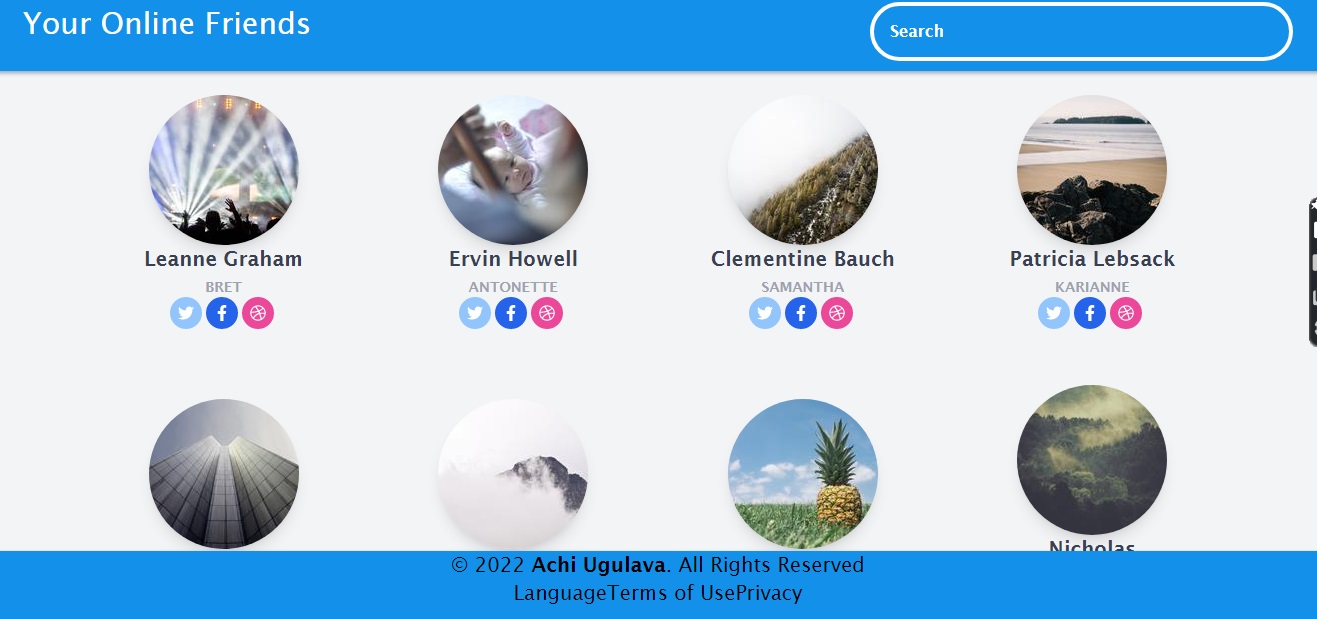 Your Online Friends
Search
Leanne Graham
Ervin Howell
Clementine Bauch
Patricia Lebsack
BRET
ANTONETTE
SAMANTHA
KARIANNE
Nicholas
© 2022 Achi Ugulava. All Rights Reserved
LanguageTerms of UsePrivacy